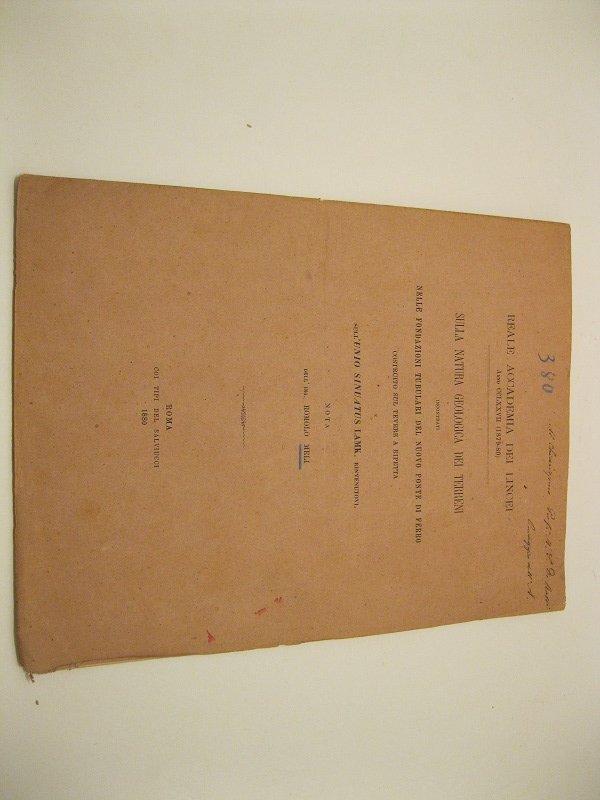 380
REALE ACCADEMIA DEI LINCEI
ANNO CCLXXVII (1879-80)
SULLA NATURA GEOLOGICA DEI TERRENI
INCONTRATI
NELLE FONDAZIONI TUBULARI DEL NUOVO PONTE DI FERRO
COSTRUITO SUL TEVERE A RIPETTA
SULL'UNIO SINUATUS LAMK. RINVENUTOVI.
NOTA
DELL' ING. ROMOLO MELI
ROMA
COI TIPI DEL SALVIUCCI
1880